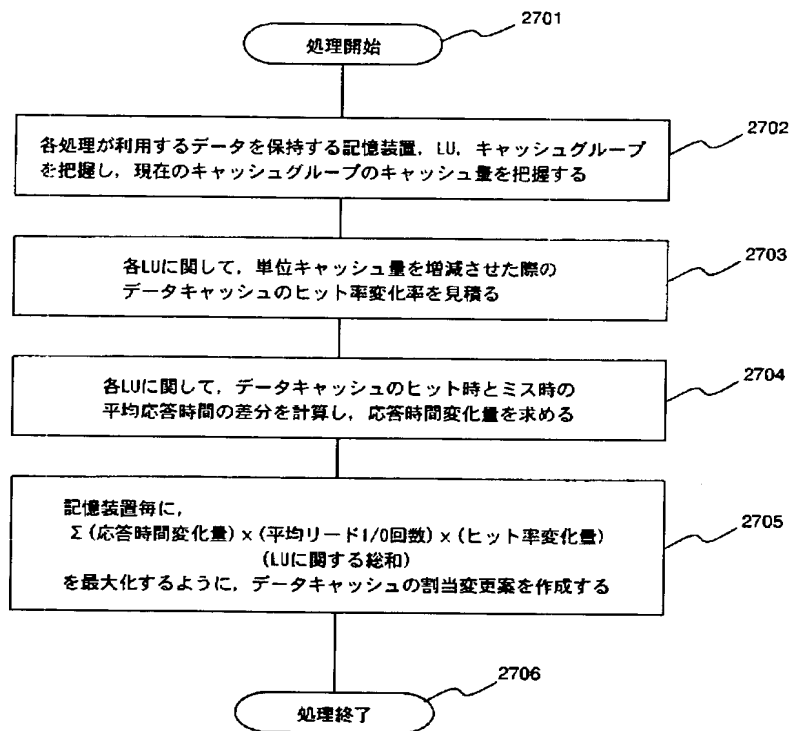 2701
処理開始
2702
各処理が利用するデータを保持する記憶装置，LU，キャッシュグループ
を把握し，現在のキャッシュグループのキャッシュ量を把握する
2703
各LUに関して，単位キャッシュ量を増減させた際の
データキャッシュのヒット率変化率を見積る
2704
各LUに関して，データキャッシュのヒット時とミス時の
平均応答時間の差分を計算し，応答時間変化量を求める
2705
記憶装置毎に，
Σ(応答時間変化量)×(平均リードI/O回数)×(ヒット率変化量)
(LUに関する総和)
を最大化するように，データキャッシュの割当変更案を作成する
2706
処理終了